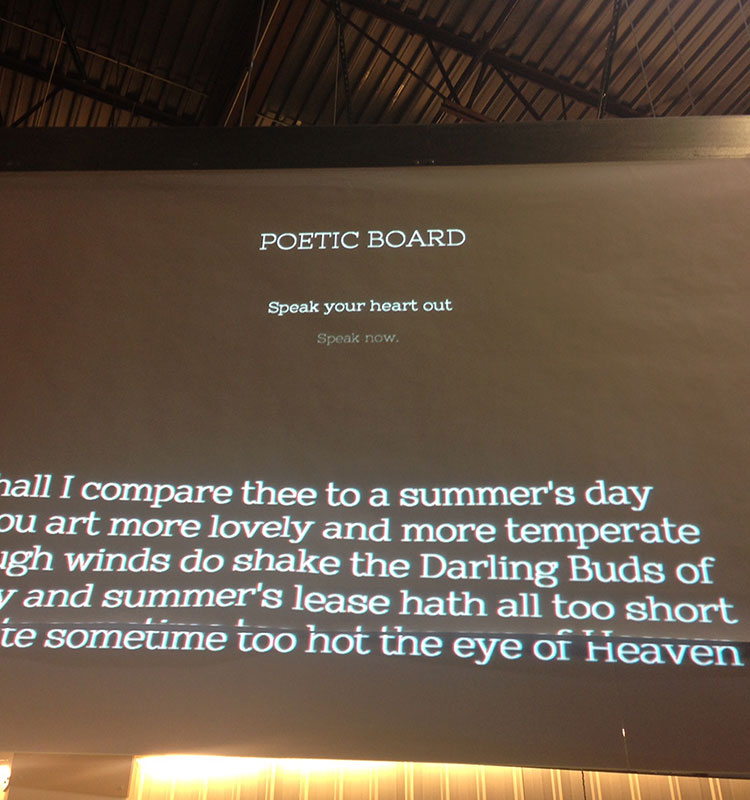 POETIC BOARD
Speak your heart out
Speak now.
hall I compare thee to a summer's day
ou art more lovely and more temperate
ugh winds do shake the Darling Buds of
y and summer's lease hath all too short
te sometime too hot the eye of Heaven